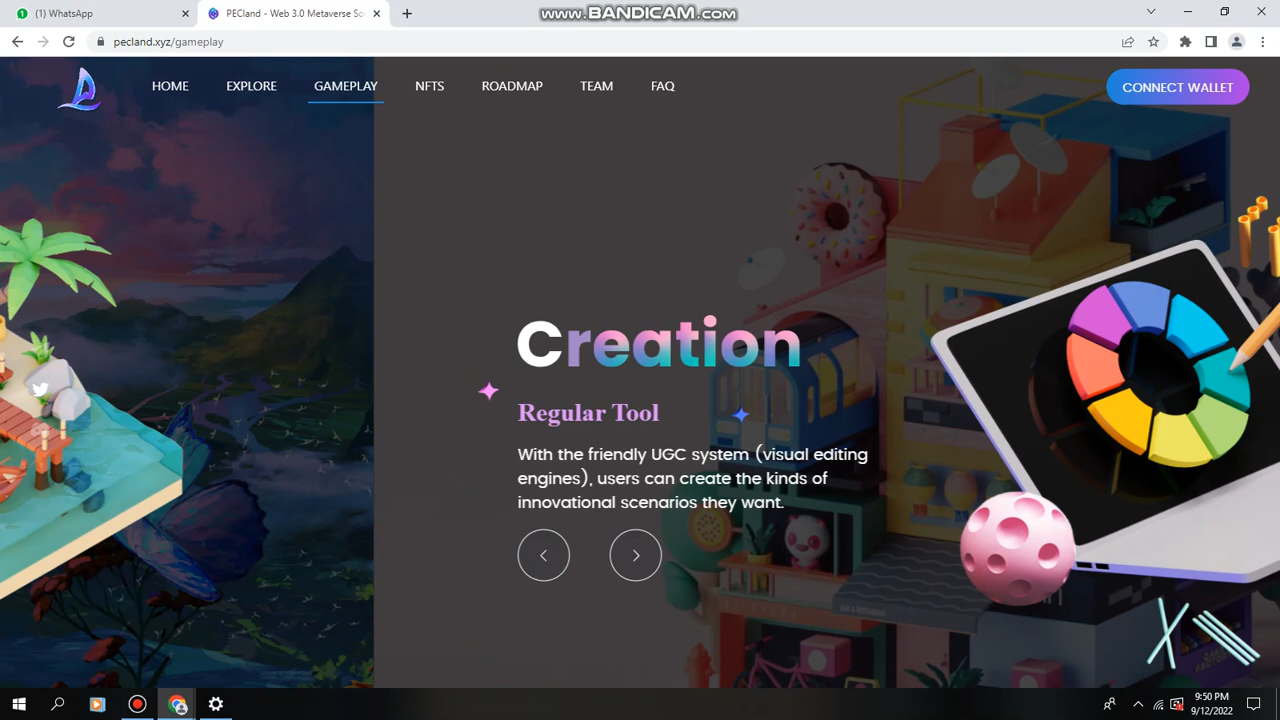 (1) WhatsApp
PECland - Web 3.0 Metaverse So
www.BANDICAM.com
pecland.xyz/gameplay
HOME
EXPLORE
GAMEPLAY
NFTS
ROADMAP
TEAM
FAQ
CONNECT WALLET
Creation
Regular Tool
With the friendly UGC system (visual editing
engines), users can create the kinds of
innovational scenarios they want.
9:50 PM
9/12/2022